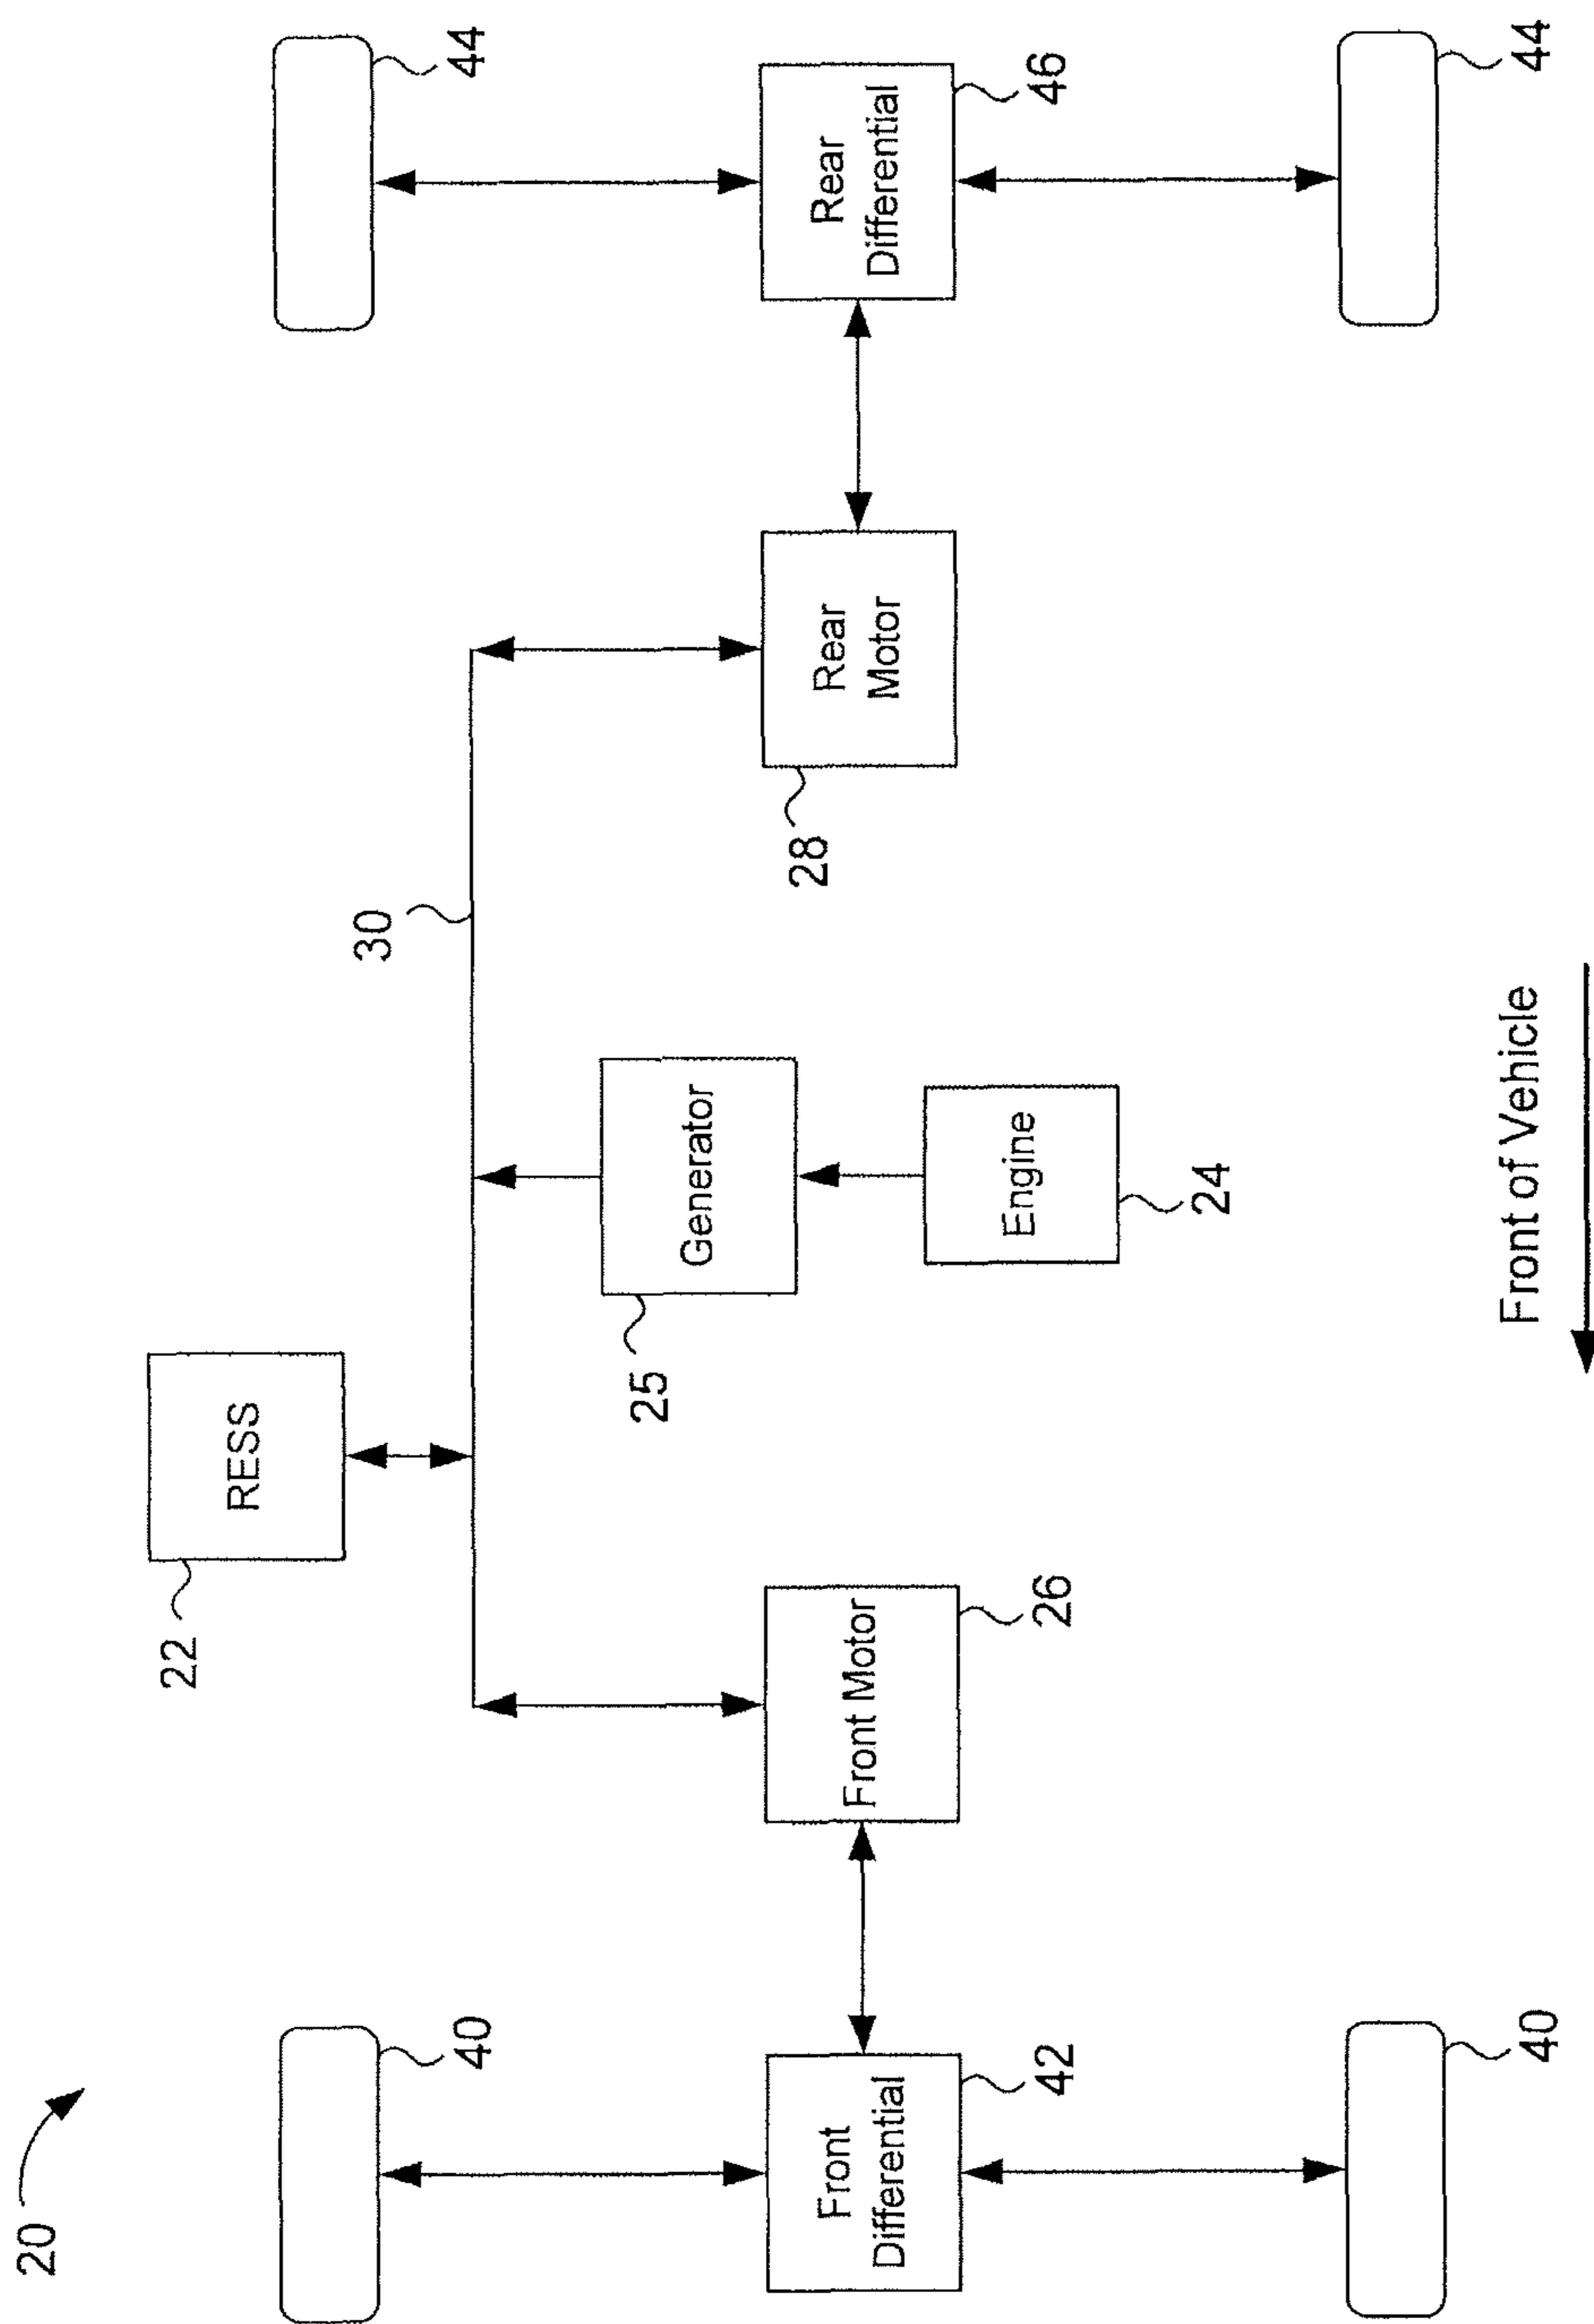 20
40
Front
Differential
42
40
22
RESS
Front Motor
26
25
Generator
Engine
24
30
28
Rear
Motor
44
Rear
Differential
46
44
Front of Vehicle